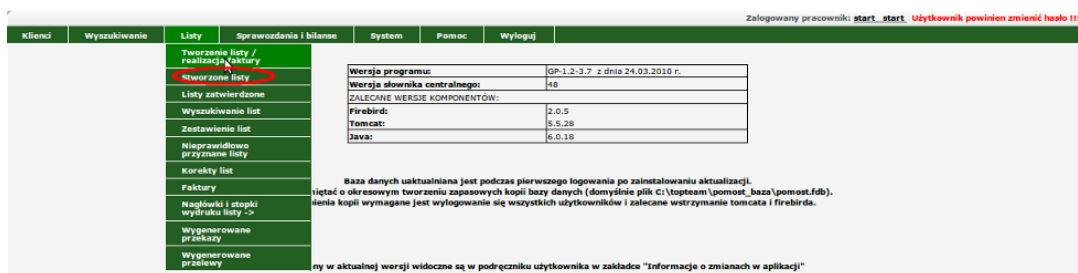 Zalogowany pracownik: start start Użytkownik powinien zmienić hasło !!!
Klienci Wyszukiwanie Listy Sprawozdania i bilanse System Pomoc Wyloguj
Tworzenie listy /
realizacja faktury
Stworzone listy
Listy zatwierdzone
Wyszukiwanie list
Zestawienie list
Nieprawidłowo
przyznane listy
Korekty list
Faktury
Nagłówki i stopki
wydruku listy ->
Wygenerowane
przekazy
Wygenerowane
przelewy
Wersja programu: GP-1.2-3.7 z dnia 24.03.2010 r.
Wersja słownika centralnego: 48
ZALECANE WERSJE KOMPONENTÓW:
Firebird: 2.0.5
Tomcat: 5.5.28
Java: 6.0.18
Baza danych uaktualniana jest podczas pierwszego logowania po zainstalowaniu aktualizacji.
miętać o okresowym tworzeniu zapasowych kopii bazy danych (domyślnie plik C:\topteam\pomost_baza\pomost.fdb).
ienia kopii wymagane jest wylogowanie się wszystkich użytkowników i zalecane wstrzymanie tomcata i firebirda.
ny w aktualnej wersji widoczne są w podręczniku użytkownika w zakładce "Informacje o zmianach w aplikacji"